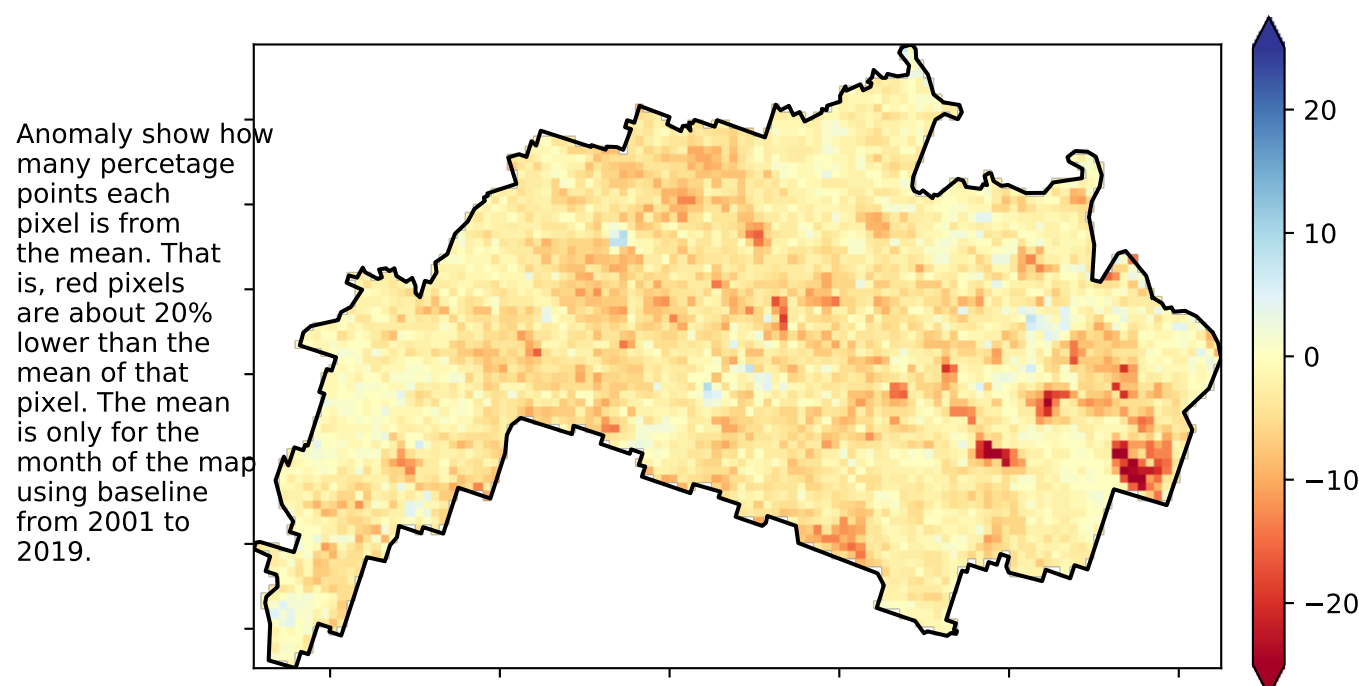 Anomaly show how
many percetage
points each
pixel is from
the mean. That
is, red pixels
are about 20%
lower than the
mean of that
pixel. The mean
is only for the
month of the map
using baseline
from 2001 to
2019.
20
10
0
−10
−20